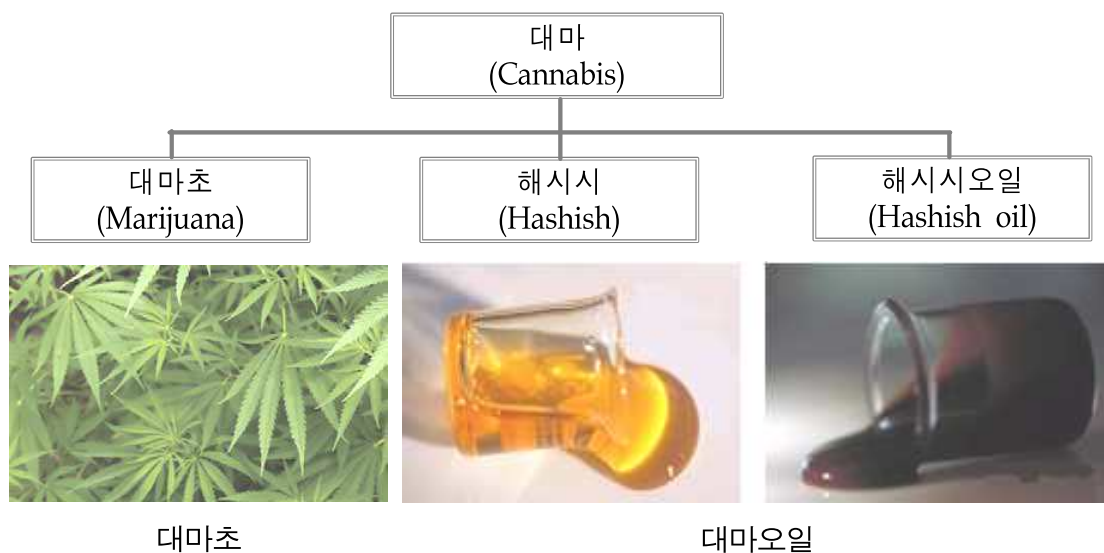 대마
(Cannabis)
대마초
(Marijuana)
해시시
(Hashish)
해시시오일
(Hashish oil)
대마초
대마오일